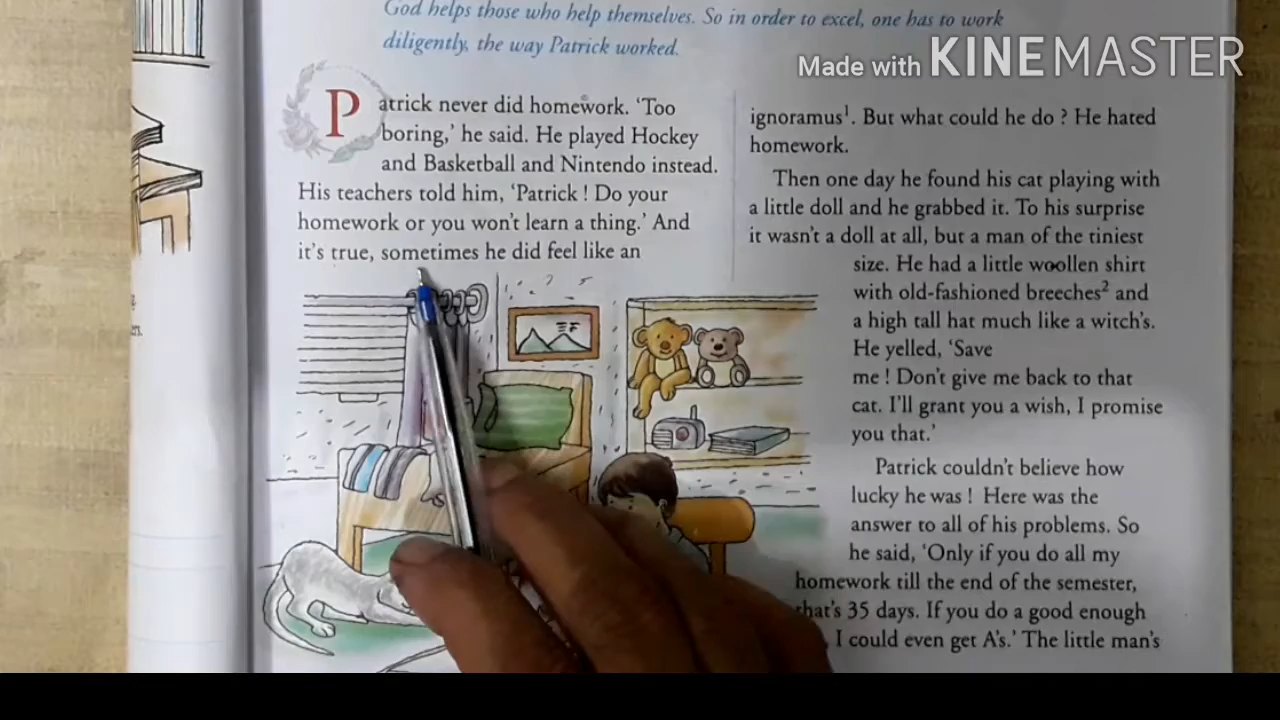 God helps those who help themselves. So in order to excel, one has to work
diligently, the way Patrick worked.
Made with KINEMASTER
Patrick never did homework. ‘Too
boring,’ he said. He played Hockey
and Basketball and Nintendo instead.
His teachers told him, ‘Patrick ! Do your
homework or you won’t learn a thing.’ And
it’s true, sometimes he did feel like an
ignoramus¹. But what could he do ? He hated
homework.
Then one day he found his cat playing with
a little doll and he grabbed it. To his surprise
it wasn’t a doll at all, but a man of the tiniest
size. He had a little woollen shirt
with old-fashioned breeches² and
a high tall hat much like a witch’s.
He yelled, ‘Save
me ! Don’t give me back to that
cat. I’ll grant you a wish, I promise
you that.’
Patrick couldn’t believe how
lucky he was ! Here was the
answer to all of his problems. So
he said, ‘Only if you do all my
homework till the end of the semester,
that’s 35 days. If you do a good enough
I could even get A’s.’ The little man’s